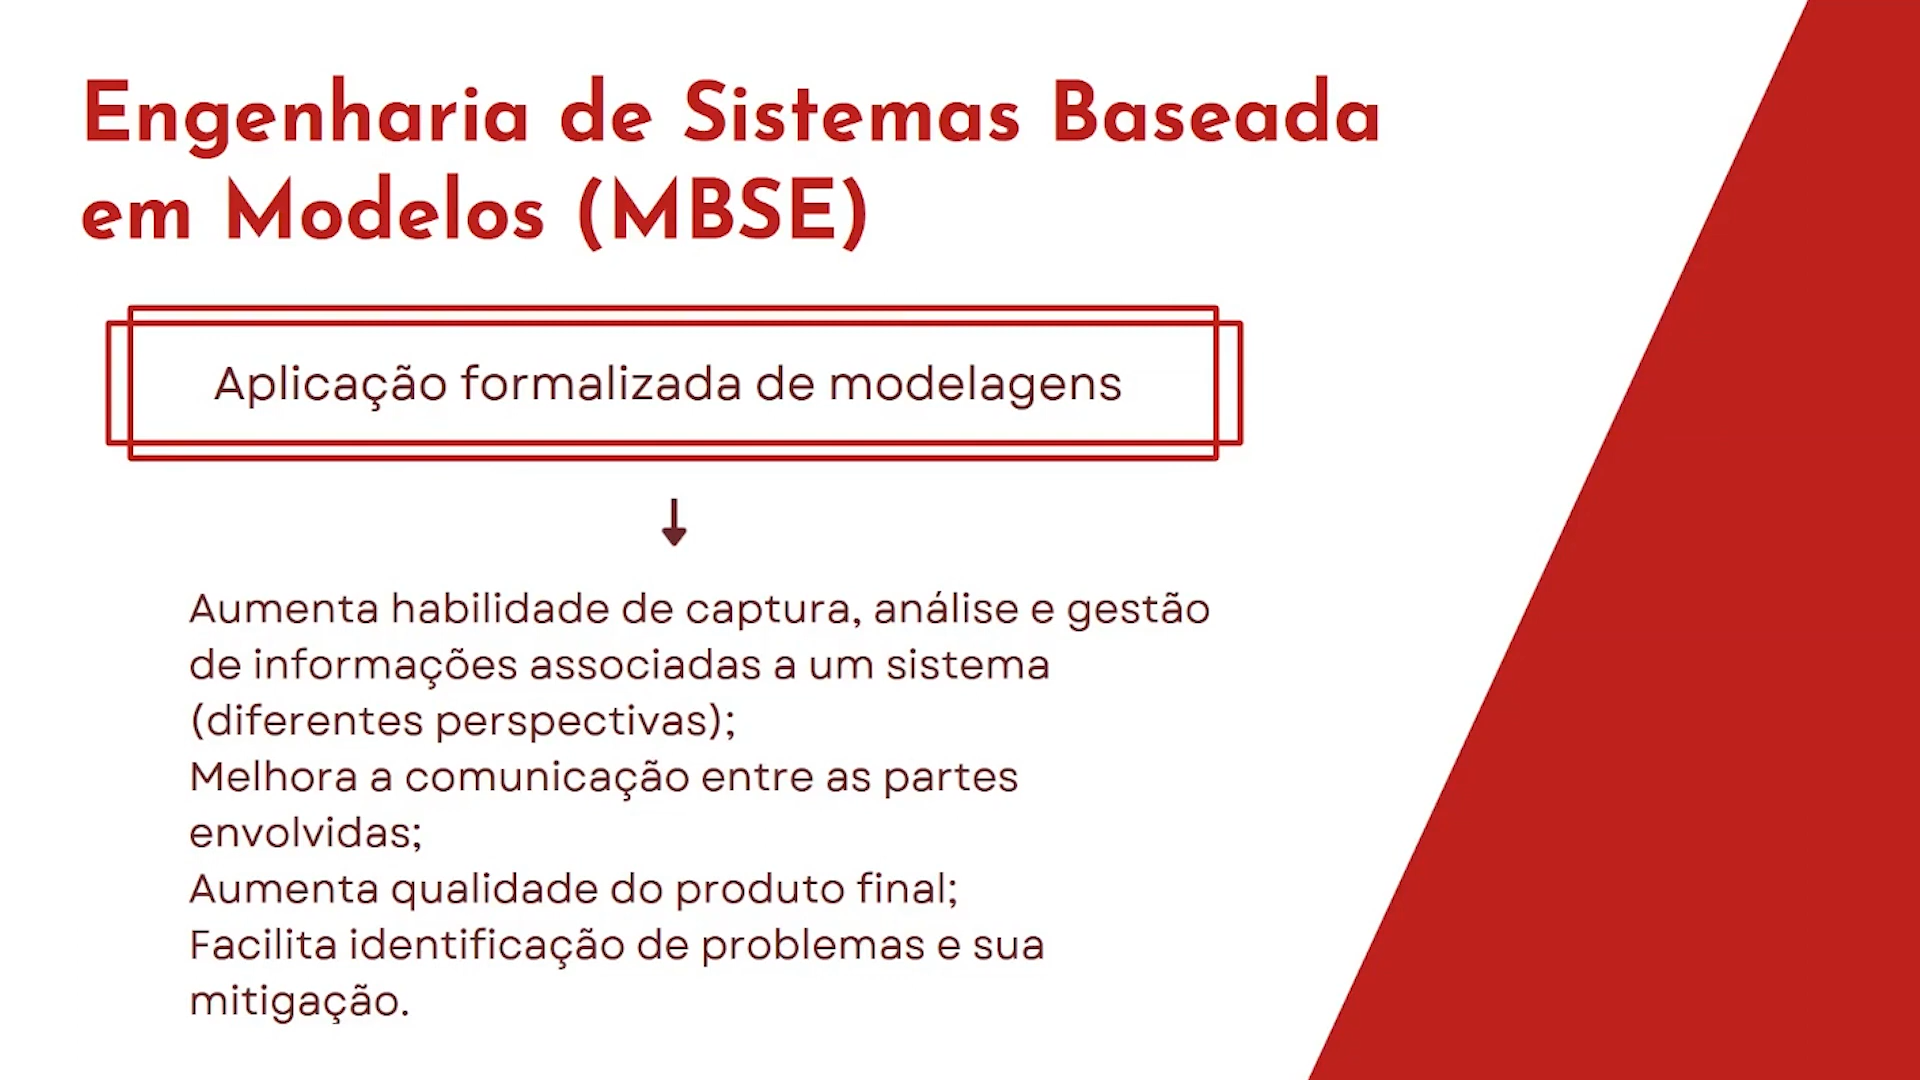 Engenharia de Sistemas Baseada
em Modelos (MBSE)
Aplicação formalizada de modelagens
Aumenta habilidade de captura, análise e gestão
de informações associadas a um sistema
(diferentes perspectivas);
Melhora a comunicação entre as partes
envolvidas;
Aumenta qualidade do produto final;
Facilita identificação de problemas e sua
mitigação.